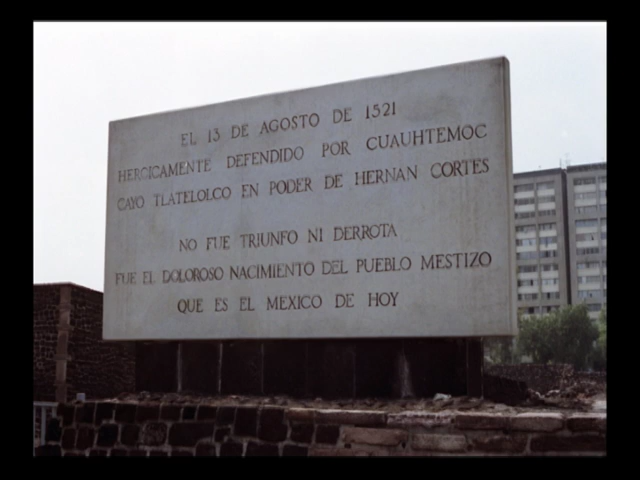 EL 13 DE AGOSTO DE 1521
HEROICAMENTE DEFENDIDO POR CUAUHTEMOC
CAYO TLATELOLCO EN PODER DE HERNAN CORTES
NO FUE TRIUNFO NI DERROTA
FUE EL DOLOROSO NACIMIENTO DEL PUEBLO MESTIZO
QUE ES EL MEXICO DE HOY